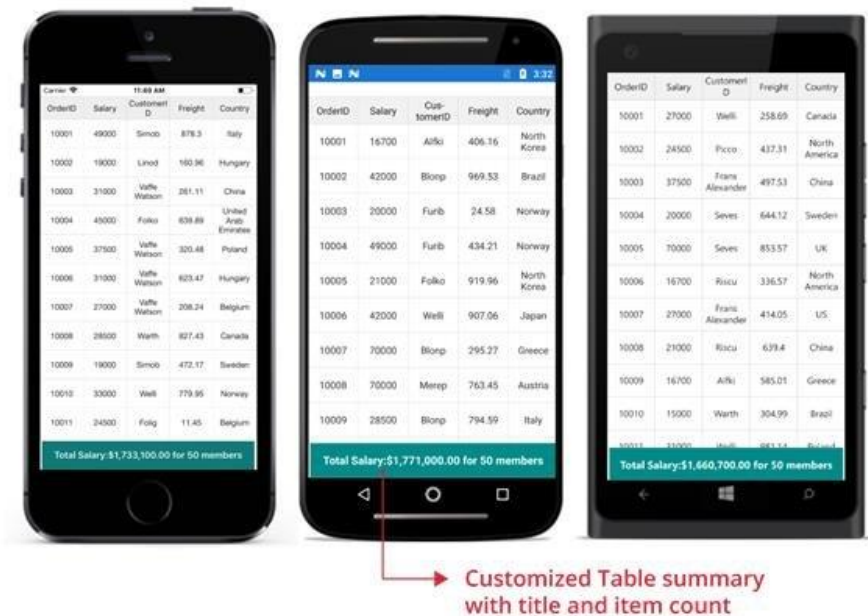 Carrier 11:49 AM
OrderID Salary CustomerI Freight Country
D
10001 49000 Simob 878.3 Italy
10002 19000 Linod 160.96 Hungary
10003 31000 Vaffe Watson 261.11 China
10004 45000 Folko 639.89 United Arab Emirates
10005 37500 Vaffe Watson 320.48 Poland
10006 31000 Vaffe Watson 623.47 Hungary
10007 27000 Vaffe Watson 208.24 Belgium
10008 28500 Warth 827.43 Canada
10009 19000 Simob 472.17 Sweden
10010 33000 Welli 779.95 Norway
10011 24500 Folig 11.45 Belgium
Total Salary:$1,733,100.00 for 50 members
3:32
OrderID Salary Cus- Freight Country
tomerID
10001 16700 Alfki 406.16 North Korea
10002 42000 Blonp 969.53 Brazil
10003 20000 Furib 24.58 Norway
10004 49000 Furib 434.21 Norway
10005 21000 Folko 919.96 North Korea
10006 42000 Welli 907.06 Japan
10007 70000 Blonp 295.27 Greece
10008 70000 Merep 763.45 Austria
10009 28500 Blonp 794.59 Italy
Total Salary:$1,771,000.00 for 50 members
OrderID Salary CustomerI Freight Country
D
10001 27000 Welli 258.69 Canada
10002 24500 Picco 437.31 North America
10003 37500 Frans Alexander 497.53 China
10004 20000 Seves 644.12 Sweden
10005 70000 Seves 853.57 UK
10006 16700 Riscu 336.57 North America
10007 27000 Frans Alexander 414.05 US
10008 21000 Riscu 639.4 China
10009 16700 Alfki 585.01 Greece
10010 15000 Warth 304.99 Brazil
Total Salary:$1,660,700.00 for 50 members
Customized Table summary
with title and item count